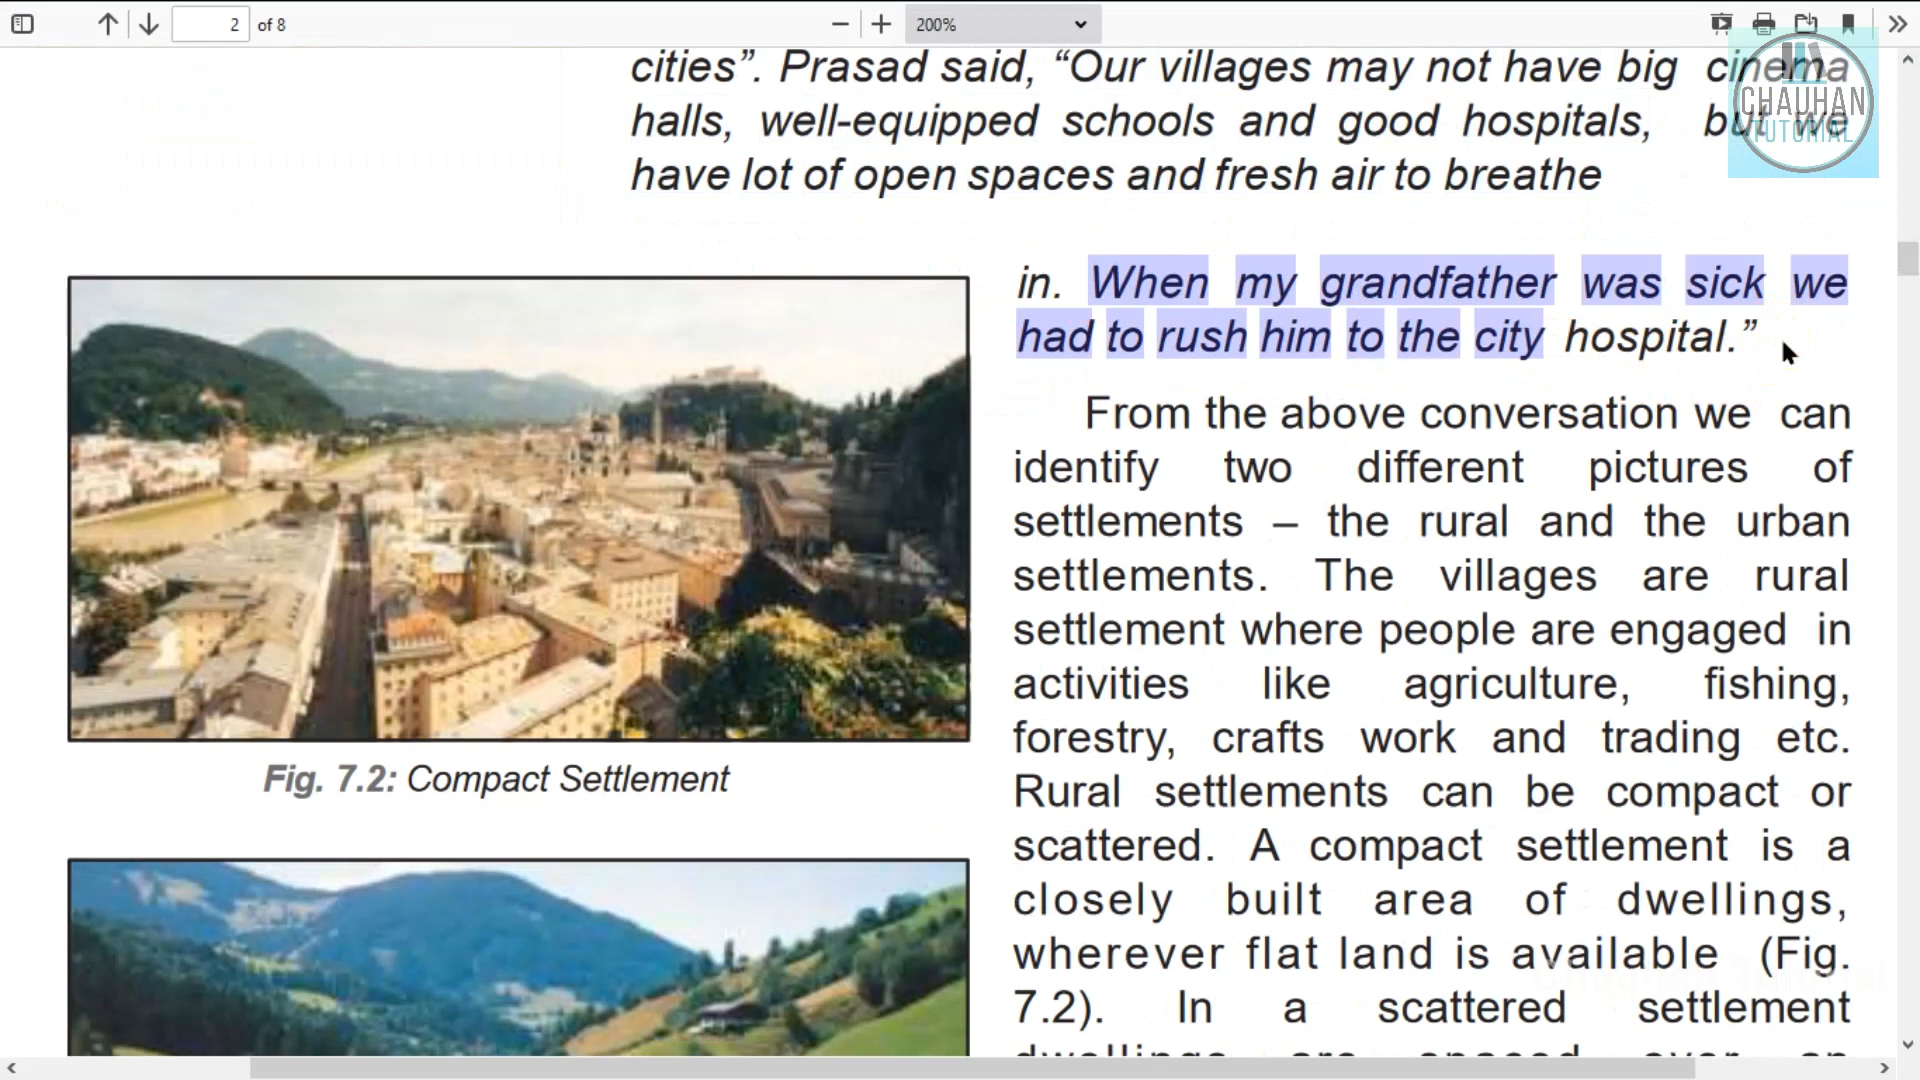 2 of 8
200%
cities”. Prasad said, “Our villages may not have big cinema
halls, well-equipped schools and good hospitals, but we
have lot of open spaces and fresh air to breathe
CHAUHAN
TUTORIAL
in. When my grandfather was sick we
had to rush him to the city hospital.”
From the above conversation we can
identify two different pictures of
settlements – the rural and the urban
settlements. The villages are rural
settlement where people are engaged in
activities like agriculture, fishing,
forestry, crafts work and trading etc.
Rural settlements can be compact or
scattered. A compact settlement is a
closely built area of dwellings,
wherever flat land is available (Fig.
7.2). In a scattered settlement
Fig. 7.2: Compact Settlement